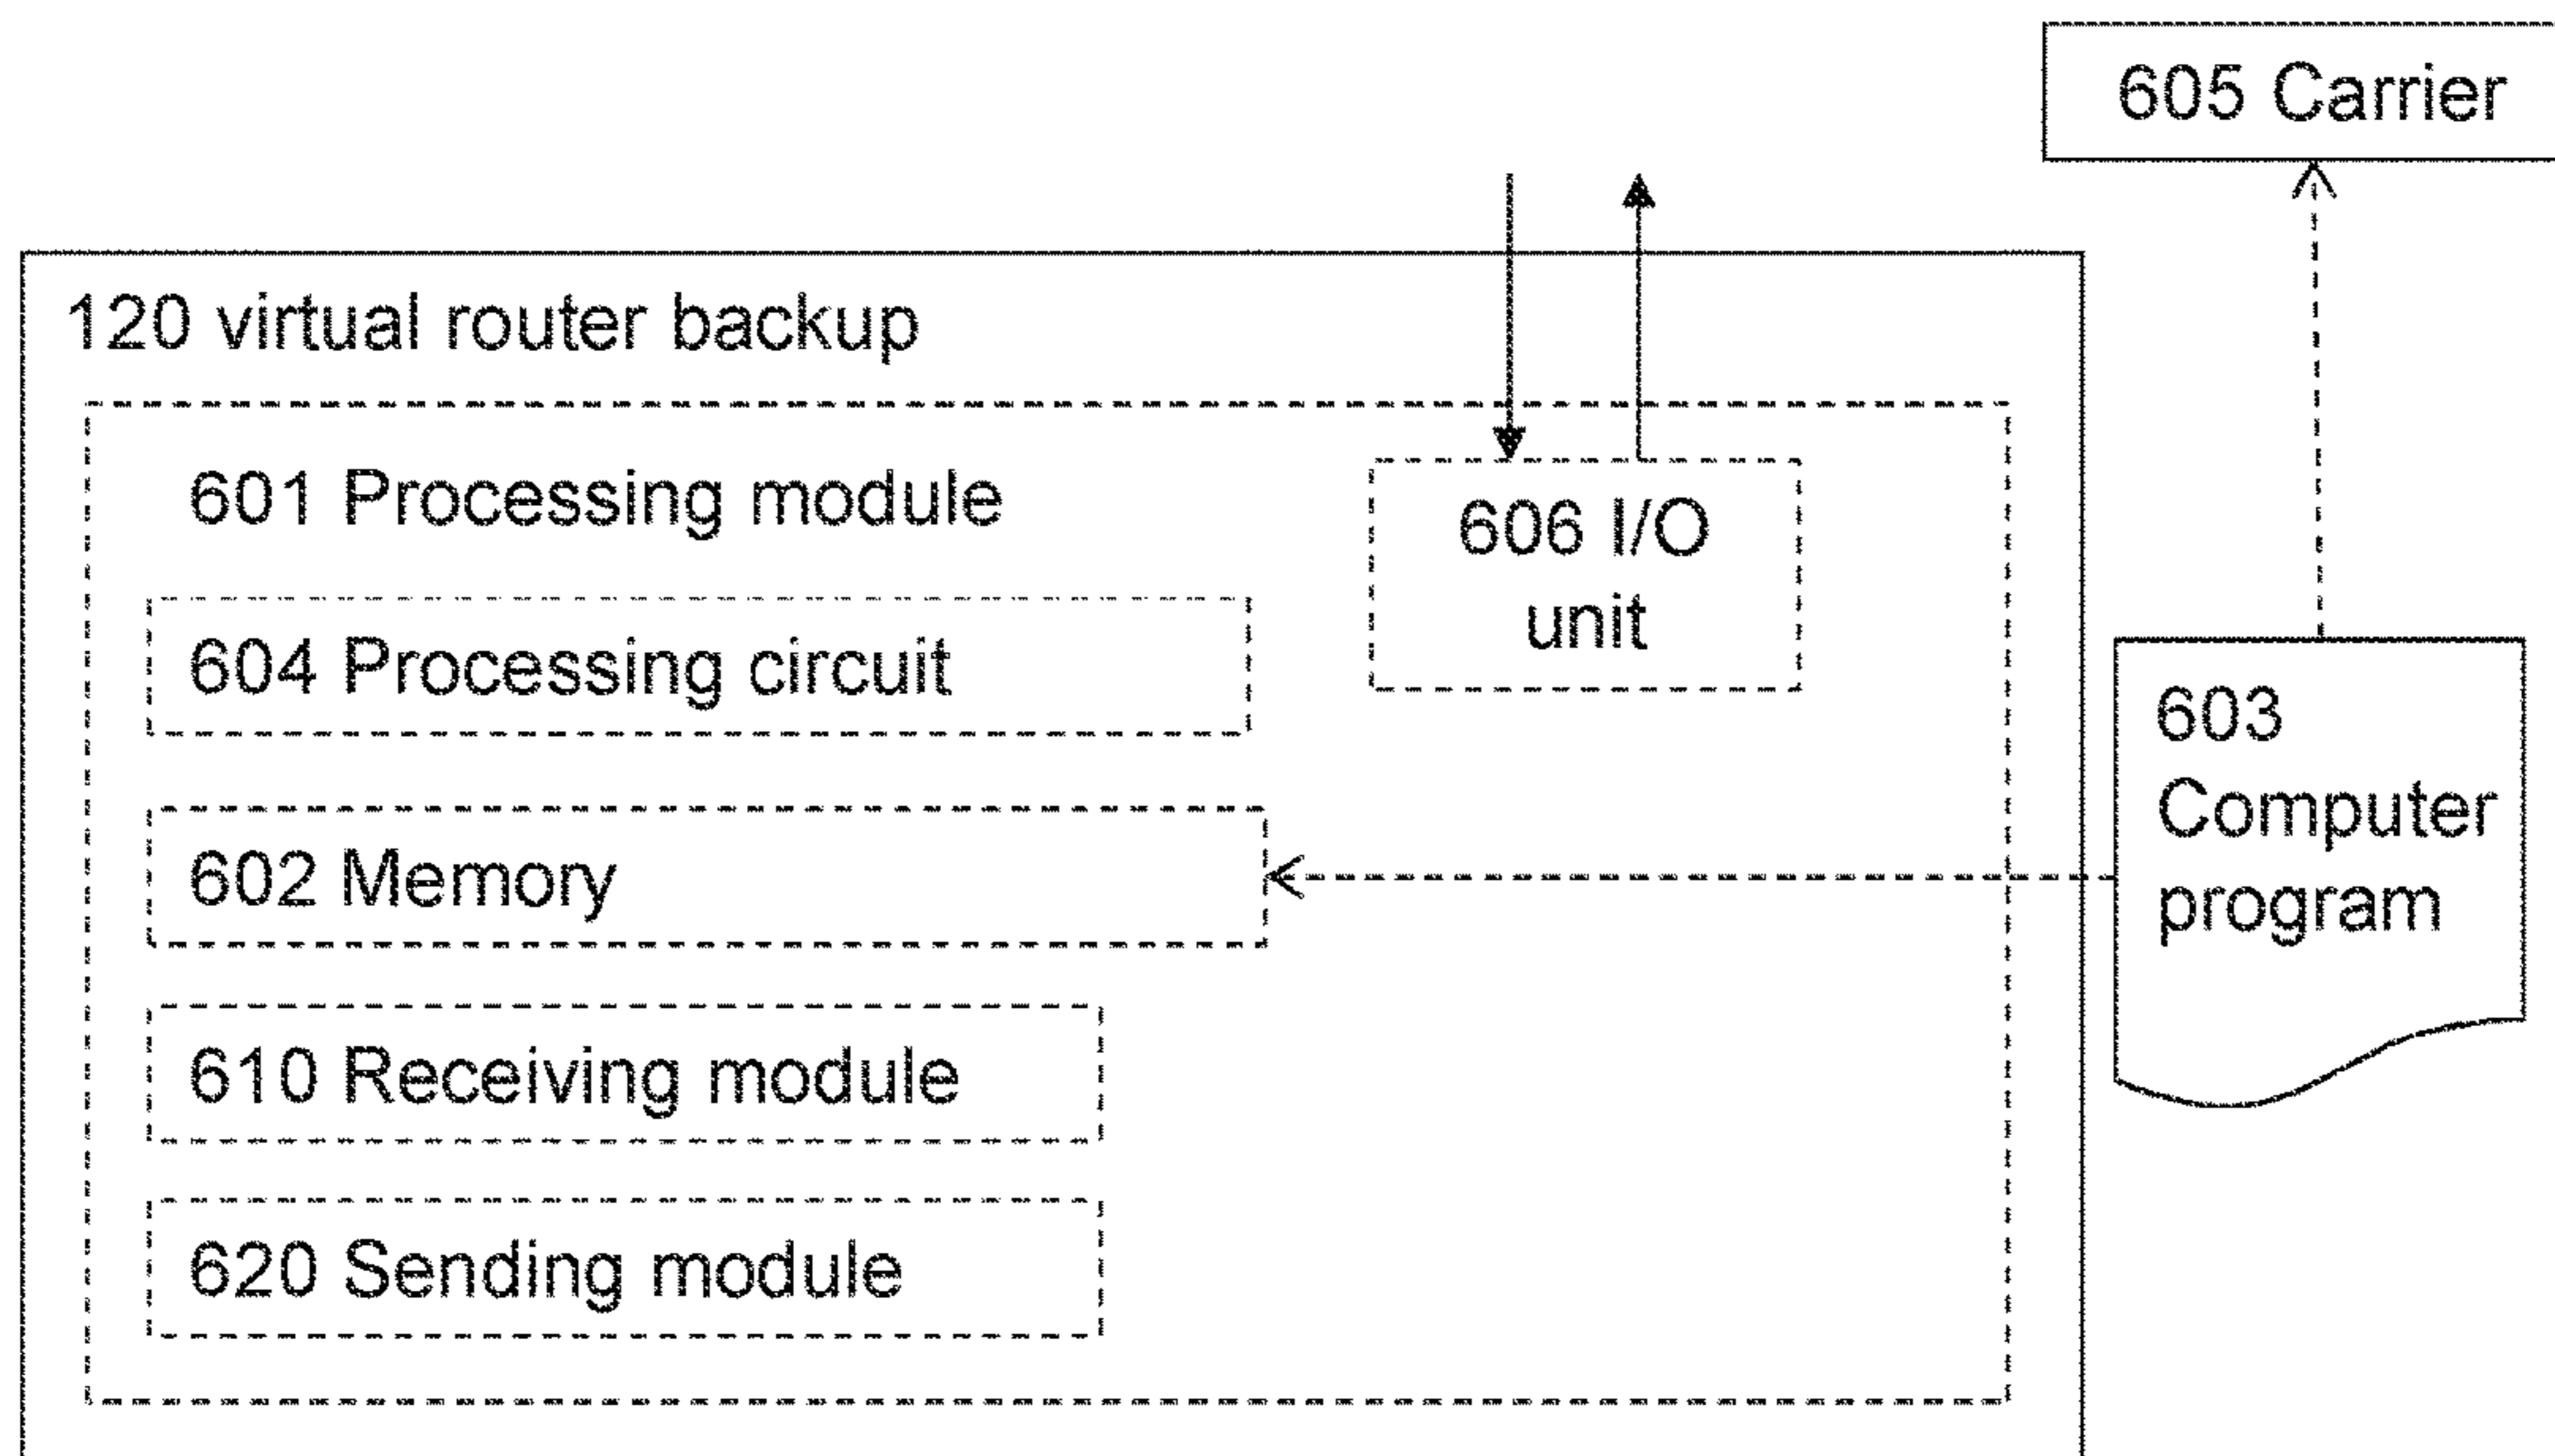 605 Carrier
120 virtual router backup
601 Processing module
606 I/O
unit
604 Processing circuit
603
Computer
program
602 Memory
610 Receiving module
620 Sending module